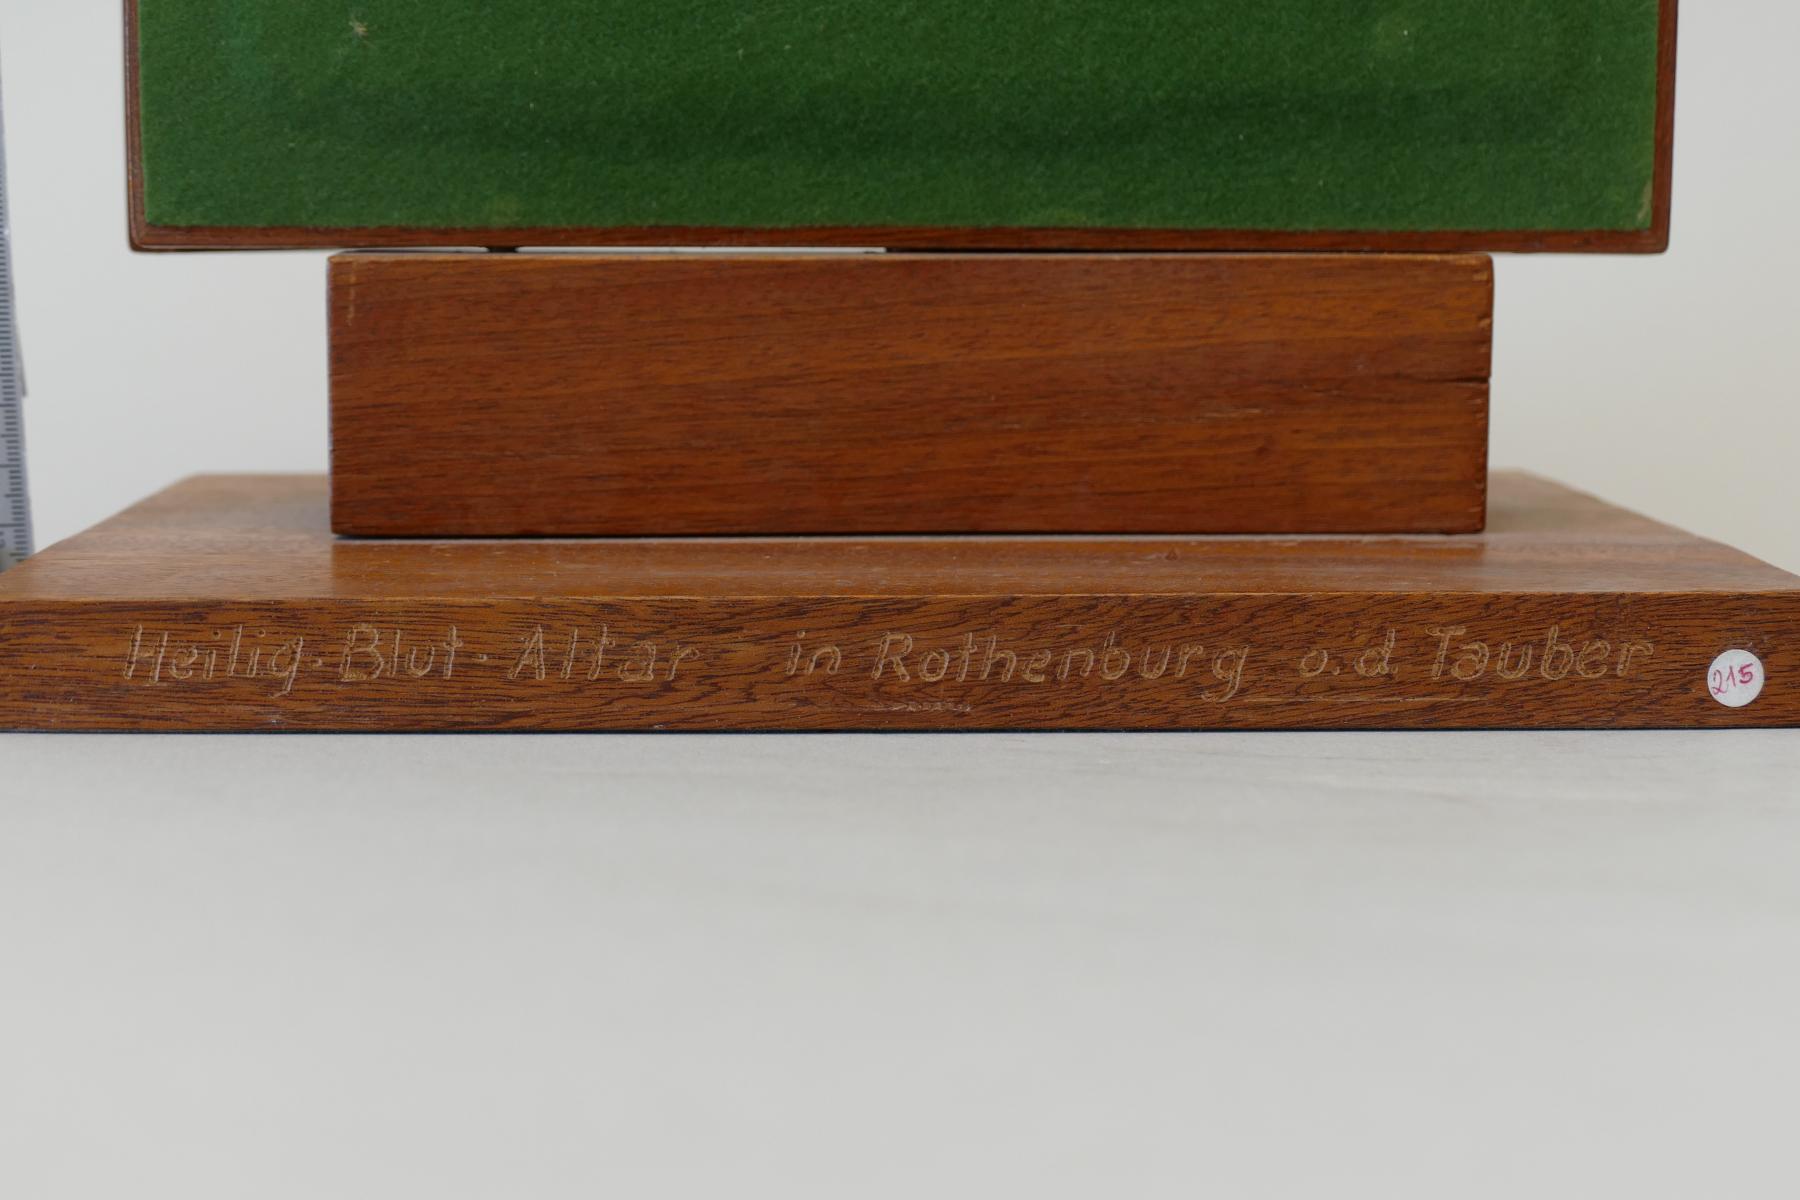 Heilig-Blut-Altar in Rothenburg o.d. Tauber
215